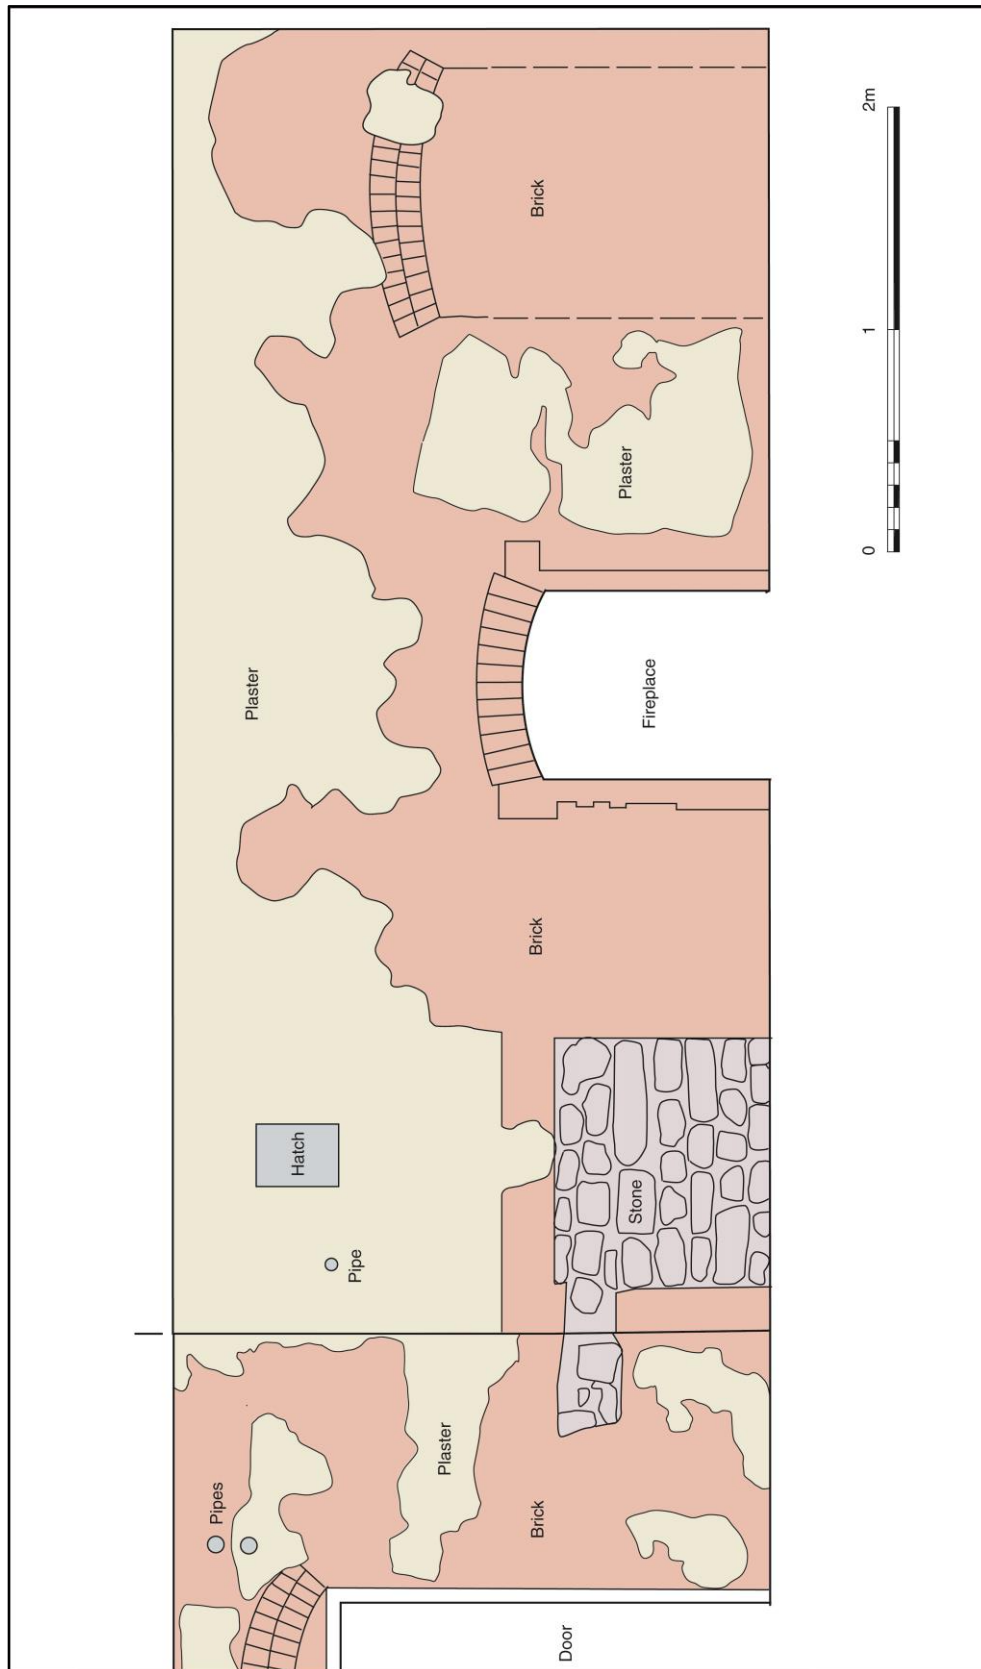 Plaster
Hatch
Pipe
Pipes
Plaster
Brick
Door
Stone
Brick
Fireplace
Plaster
Brick
0
1
2m